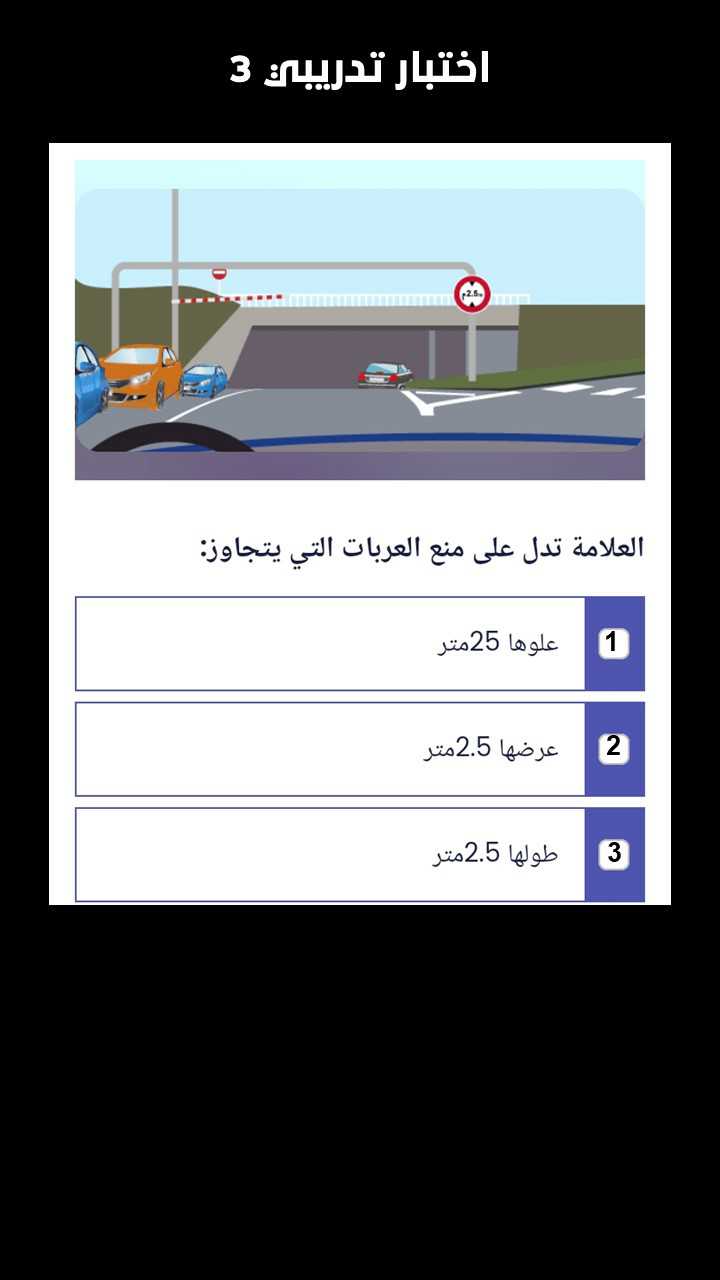 اختبار تدريبي 3
2.5m
العلامة تدل على منع العربات التي يتجاوز:
1 علوها 25متر
2 عرضها 2.5متر
3 طولها 2.5متر